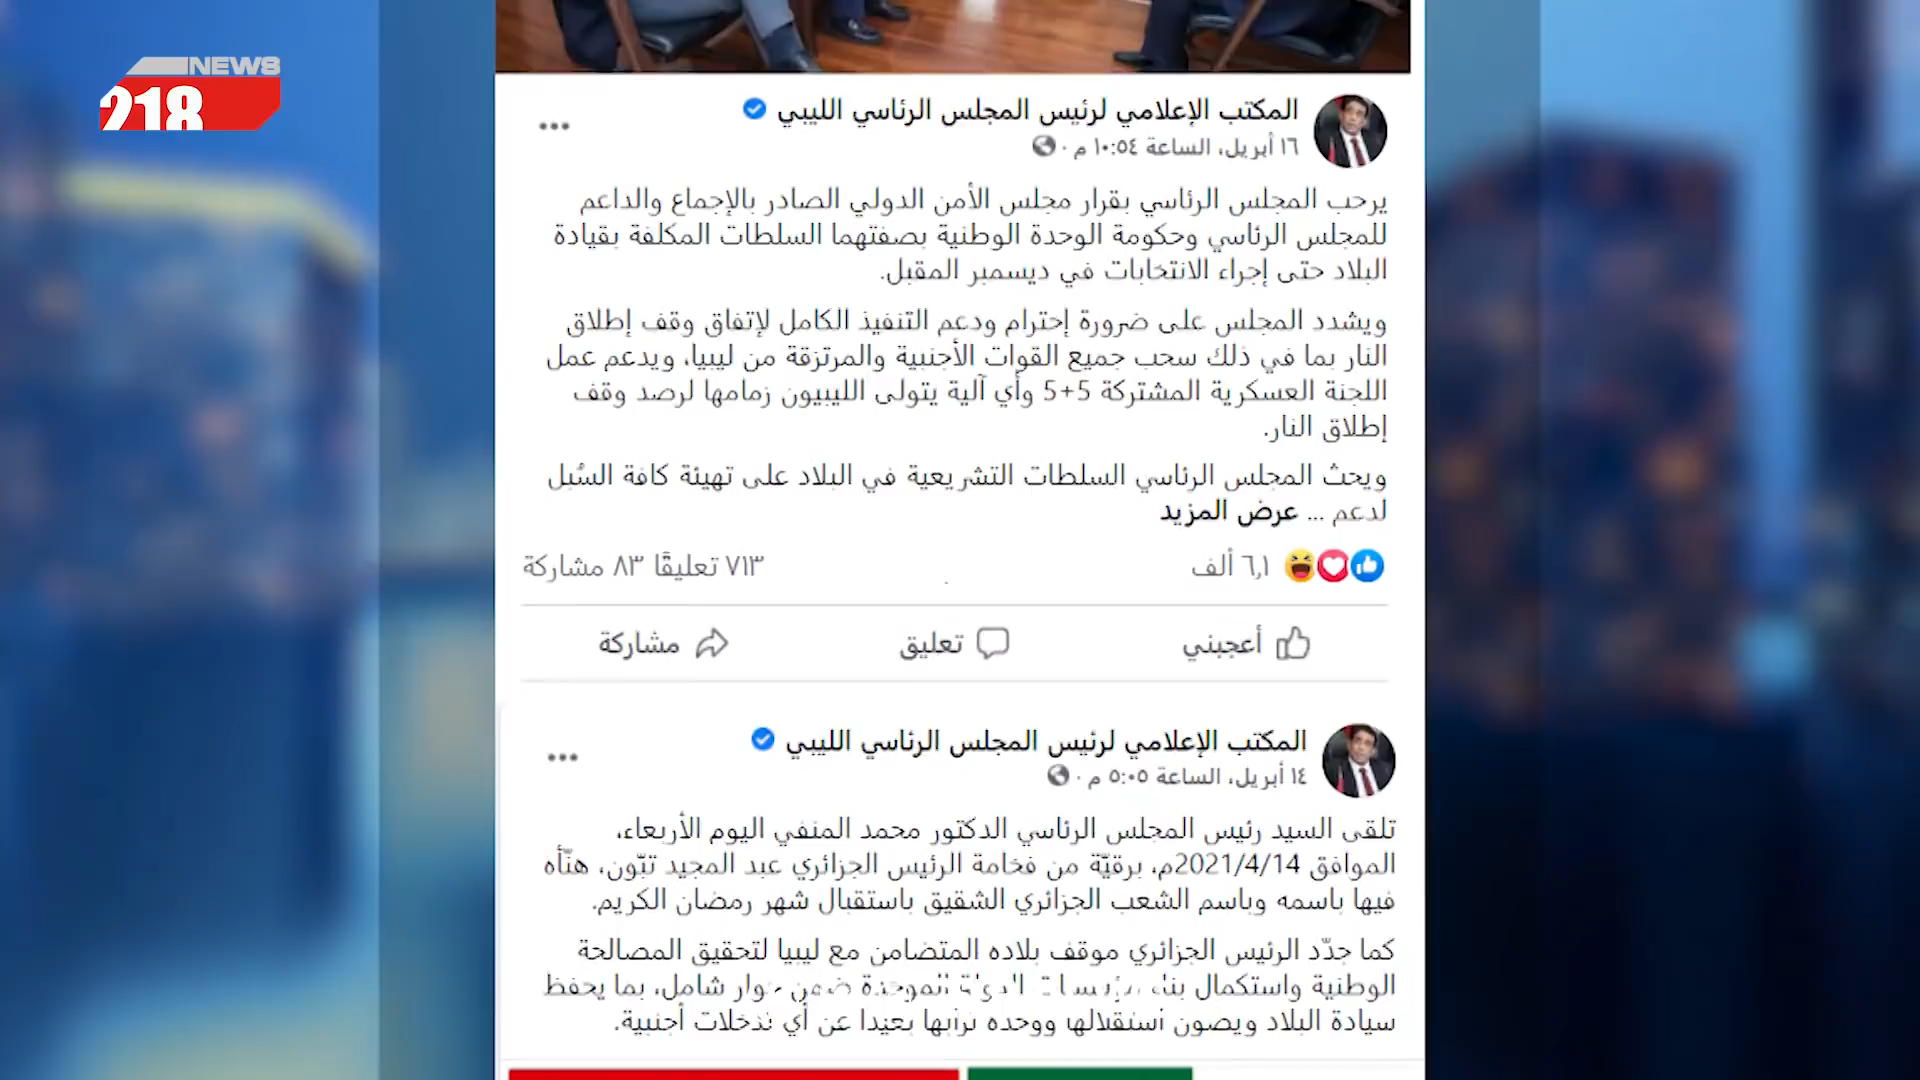 NEWS
218
المكتب الإعلامي لرئيس المجلس الرئاسي الليبي
١٦ أبريل، الساعة ١٠:٥٤ م ·
يرحب المجلس الرئاسي بقرار مجلس الأمن الدولي الصادر بالإجماع والداعم
للمجلس الرئاسي وحكومة الوحدة الوطنية بصفتهما السلطات المكلفة بقيادة
البلاد حتى إجراء الانتخابات في ديسمبر المقبل.
ويشدد المجلس على ضرورة إحترام ودعم التنفيذ الكامل لإتفاق وقف إطلاق
النار بما في ذلك سحب جميع القوات الأجنبية والمرتزقة من ليبيا، ويدعم عمل
اللجنة العسكرية المشتركة 5+5 وأي آلية يتولى الليبيون زمامها لرصد وقف
إطلاق النار.
ويحث المجلس الرئاسي السلطات التشريعية في البلاد على تهيئة كافة السُبل
لدعم ... عرض المزيد
٦٫١ ألف
٧١٣ تعليقًا ٨٣ مشاركة
أعجبني
تعليق
مشاركة
المكتب الإعلامي لرئيس المجلس الرئاسي الليبي
١٤ أبريل، الساعة ٥:٠٥ م ·
تلقى السيد رئيس المجلس الرئاسي الدكتور محمد المنفي اليوم الأربعاء،
الموافق 2021/4/14م، برقيّة من فخامة الرئيس الجزائري عبد المجيد تبّون، هنّأه
فيها باسمه وباسم الشعب الجزائري الشقيق باستقبال شهر رمضان الكريم.
كما جدّد الرئيس الجزائري موقف بلاده المتضامن مع ليبيا لتحقيق المصالحة
الوطنية واستكمال بناء مؤسسات الدولة الموحدة ضمن حوار شامل، بما يحفظ
سيادة البلاد ويصون استقلالها ووحدة ترابها بعيدا عن أي تدخلات أجنبية.